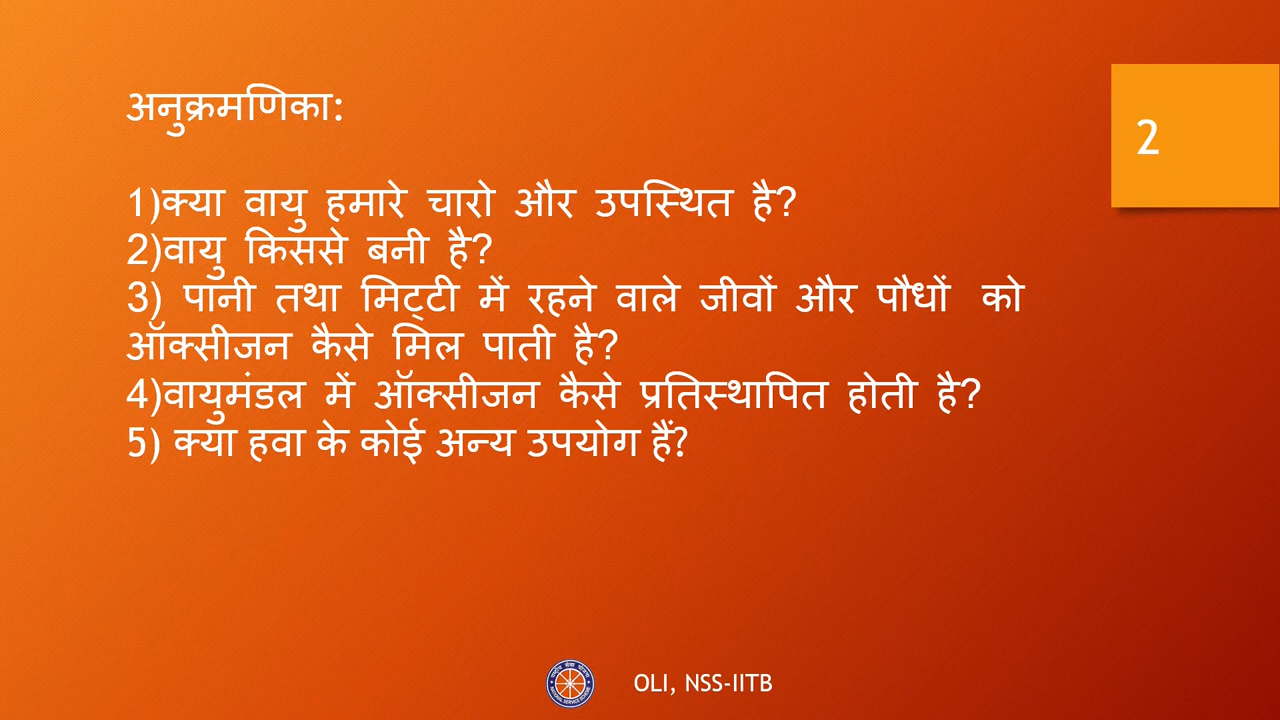 अनुक्रमणिका:
2
1)क्या वायु हमारे चारो और उपस्थित है?
2)वायु किससे बनी है?
3) पानी तथा मिट्टी में रहने वाले जीवों और पौधों को
ऑक्सीजन कैसे मिल पाती है?
4)वायुमंडल में ऑक्सीजन कैसे प्रतिस्थापित होती है?
5) क्या हवा के कोई अन्य उपयोग हैं?
OLI, NSS-IITB